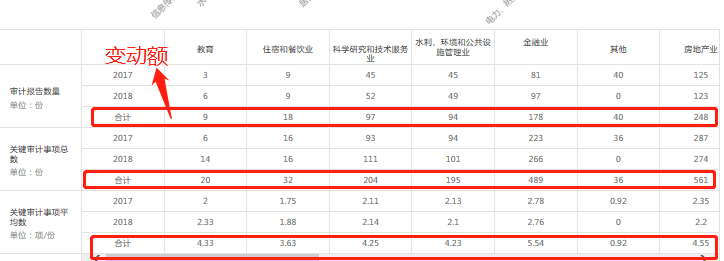 信息传
电力、热
变动额
教育 住宿和餐饮业 科学研究和技术服务业 水利、环境和公共设施管理业 金融业 其他 房地产业
审计报告数量
单位：份
2017 3 9 45 45 81 40 125
2018 6 9 52 49 97 0 123
合计 9 18 97 94 178 40 248
关键审计事项总数
单位：份
2017 6 16 93 94 223 36 287
2018 14 16 111 101 266 0 274
合计 20 32 204 195 489 36 561
关键审计事项平均数
单位：项/份
2017 2 1.75 2.11 2.13 2.78 0.92 2.35
2018 2.33 1.88 2.14 2.1 2.76 0 2.2
合计 4.33 3.63 4.25 4.23 5.54 0.92 4.55